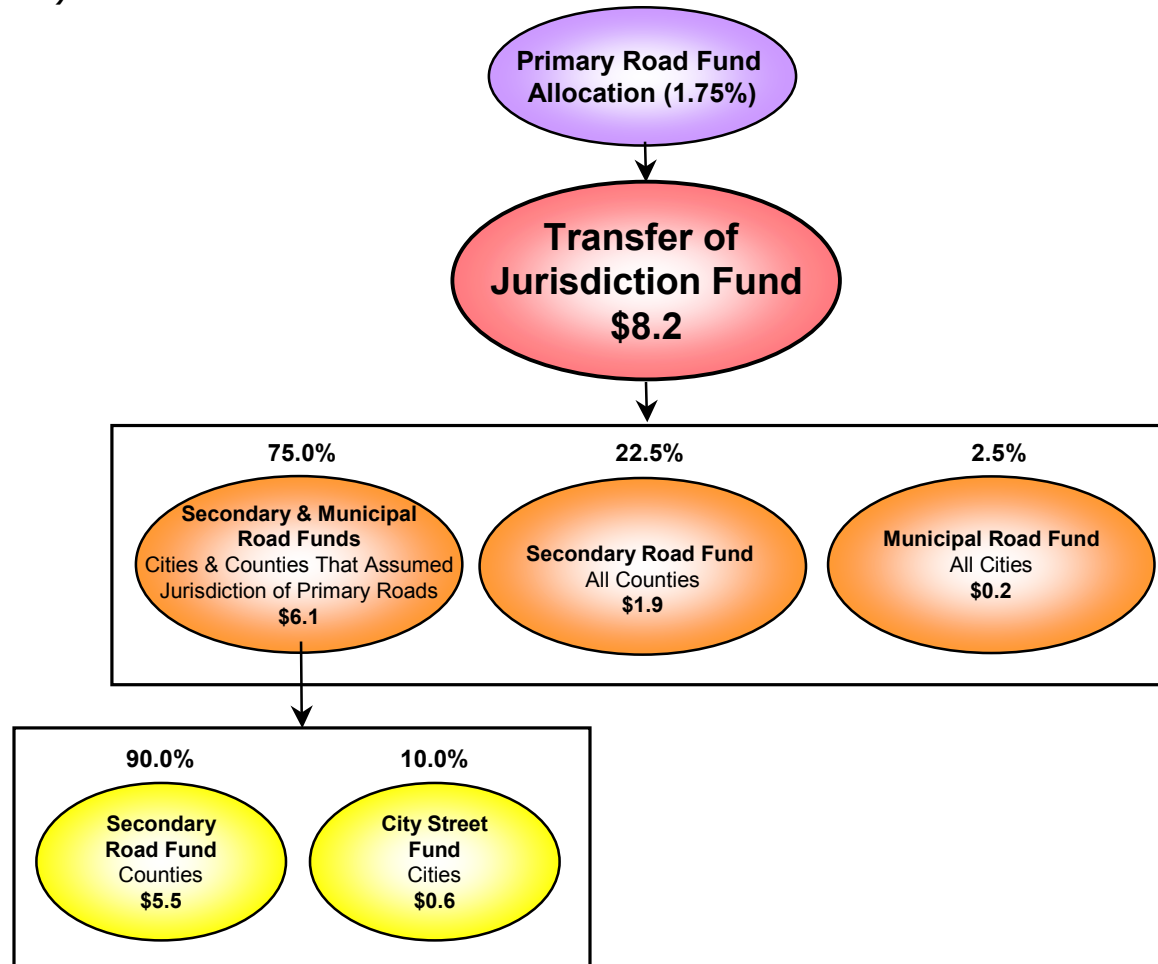 Primary Road Fund
Allocation (1.75%)
Transfer of
Jurisdiction Fund
$8.2
75.0%
22.5%
2.5%
Secondary & Municipal
Road Funds
Cities & Counties That Assumed
Jurisdiction of Primary Roads
$6.1
Secondary Road Fund
All Counties
$1.9
Municipal Road Fund
All Cities
$0.2
90.0%
10.0%
Secondary
Road Fund
Counties
$5.5
City Street
Fund
Cities
$0.6